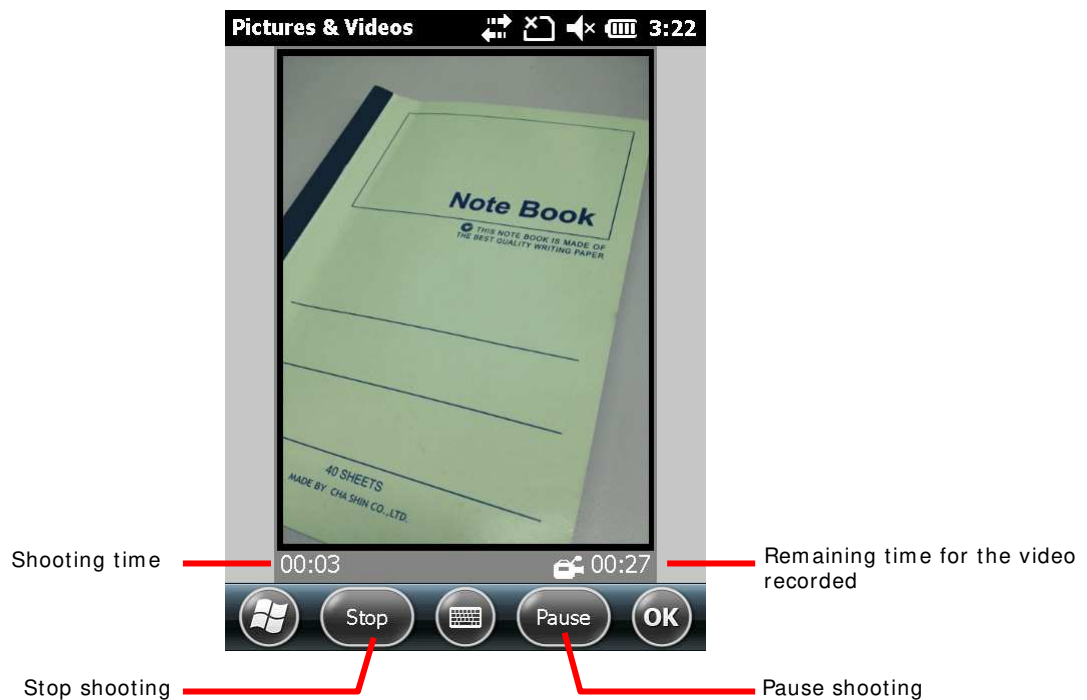 Pictures & Videos 3:22
Note Book
THIS NOTE BOOK IS MADE OF
THE BEST QUALITY WRITING PAPER
40 SHEETS
MADE BY CHA SHIN CO.,LTD.
Shooting time
00:03
00:27
Remaining time for the video
recorded
Stop
Pause
OK
Stop shooting
Pause shooting